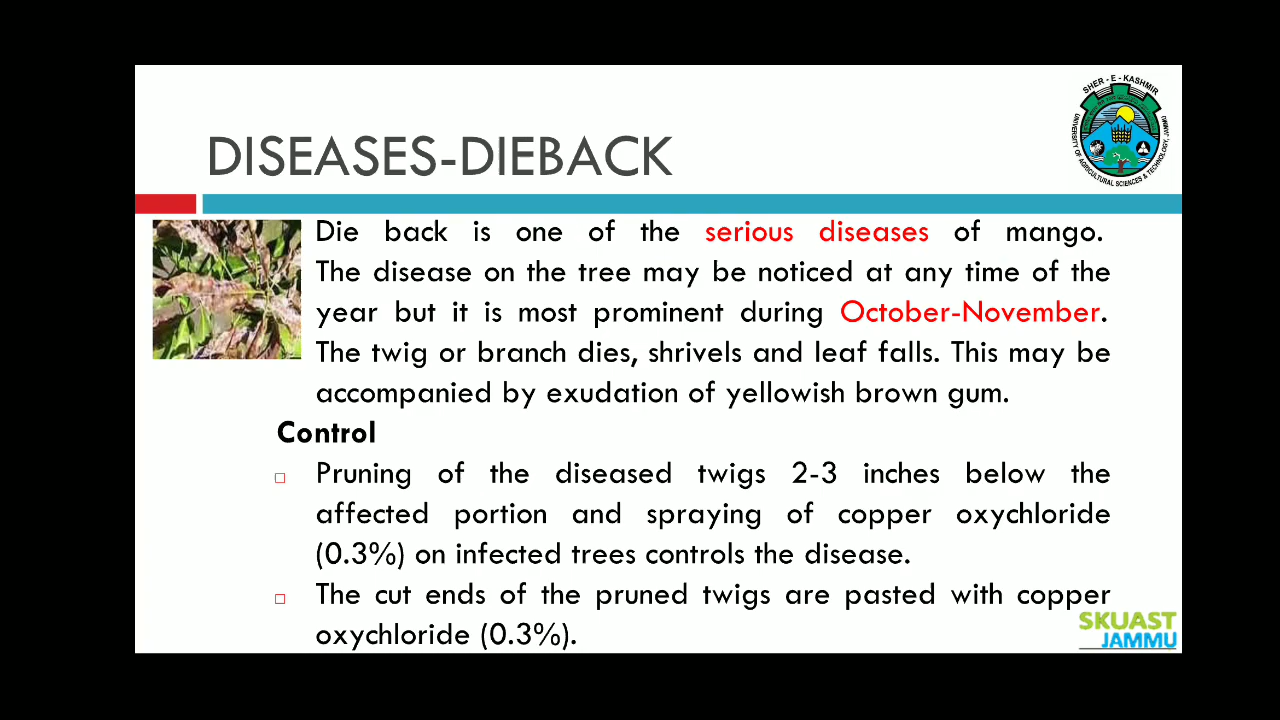 SHER - E - KASHMIR
UNIVERSITY OF AGRICULTURAL SCIENCES & TECHNOLOGY, JAMMU
DISEASES-DIEBACK
Die back is one of the serious diseases of mango.
The disease on the tree may be noticed at any time of the
year but it is most prominent during October-November.
The twig or branch dies, shrivels and leaf falls. This may be
accompanied by exudation of yellowish brown gum.
Control
Pruning of the diseased twigs 2-3 inches below the
affected portion and spraying of copper oxychloride
(0.3%) on infected trees controls the disease.
The cut ends of the pruned twigs are pasted with copper
oxychloride (0.3%).
SKUAST
JAMMU